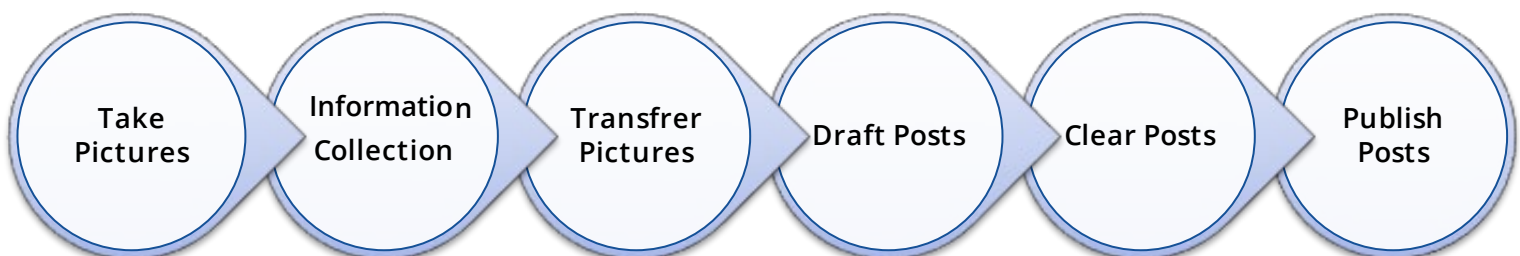 Take
Pictures
Information
Collection
Transfrer
Pictures
Draft Posts
Clear Posts
Publish
Posts